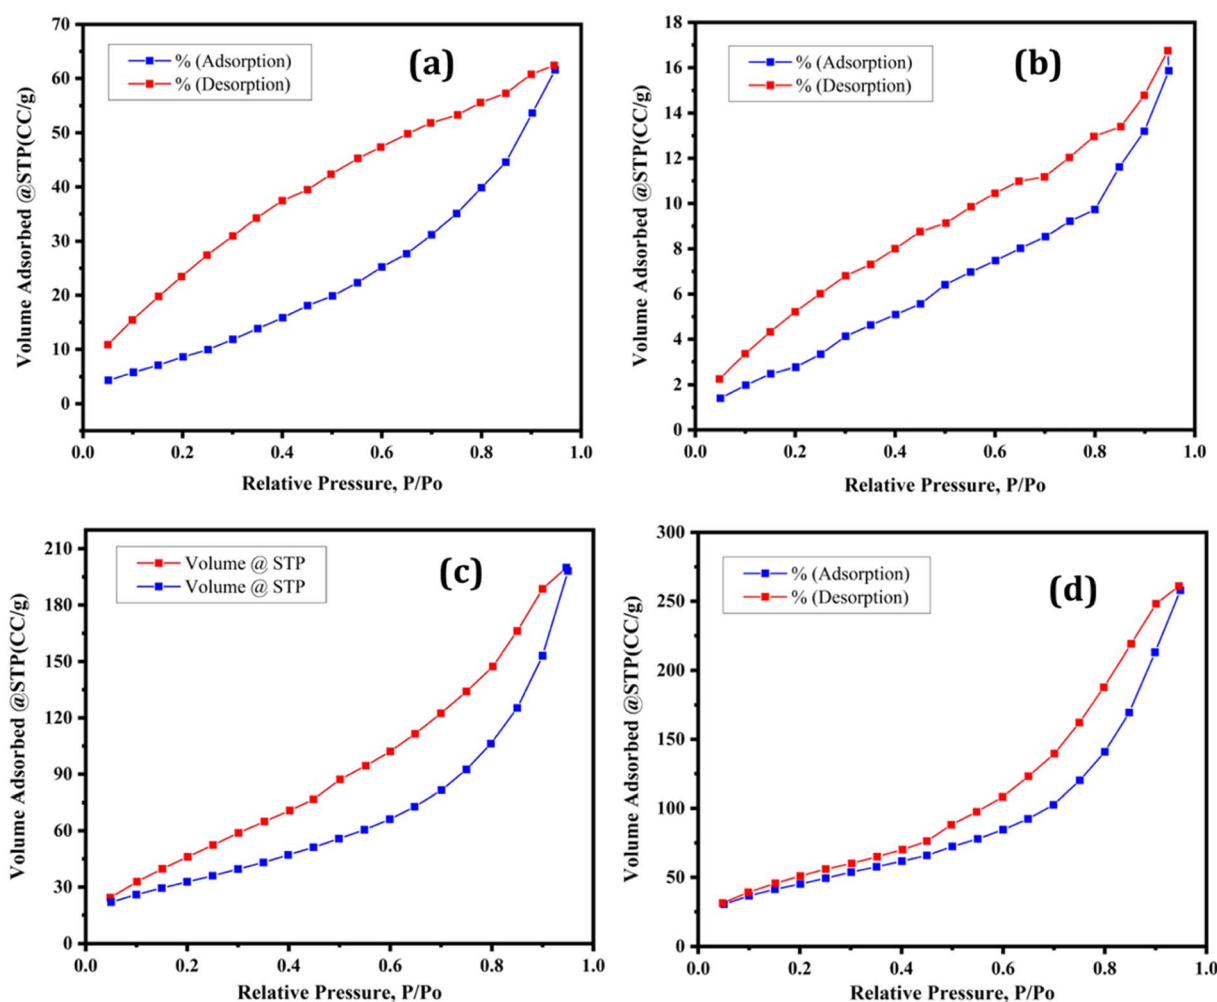 70
60
50
40
30
20
10
0
% (Adsorption)
% (Desorption)
(a)
Volume Adsorbed @STP(CC/g)
0.0 0.2 0.4 0.6 0.8 1.0
Relative Pressure, P/Po
18
16
14
12
10
8
6
4
2
0
% (Adsorption)
% (Desorption)
(b)
Volume Adsorbed @STP(CC/g)
0.0 0.2 0.4 0.6 0.8 1.0
Relative Pressure, P/Po
210
180
150
120
90
60
30
0
Volume @ STP
Volume @ STP
(c)
Volume Adsorbed @STP(CC/g)
0.0 0.2 0.4 0.6 0.8 1.0
Relative Pressure, P/Po
300
250
200
150
100
50
0
% (Adsorption)
% (Desorption)
(d)
Volume Adsorbed @STP(CC/g)
0.0 0.2 0.4 0.6 0.8 1.0
Relative Pressure, P/Po